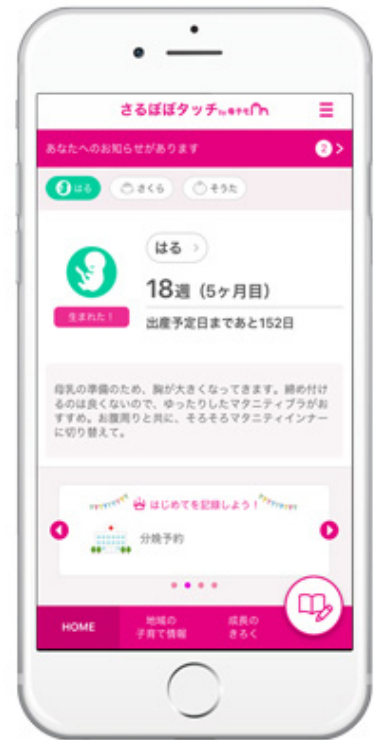 さるぼぼタッチ by 母子モ
あなたへのお知らせがあります
2
はる
さくら
そうた
はる
18週（5ヶ月目）
生まれた！
出産予定日まであと152日
母乳の準備のため、胸が大きくなってきます。締め付け
るのは良くないので、ゆったりしたマタニティブラがお
すすめ。お腹周りと共に、そろそろマタニティインナー
に切り替えて。
はじめてを記録しよう！
分娩予約
HOME
地域の
子育て情報
成長の
きろく